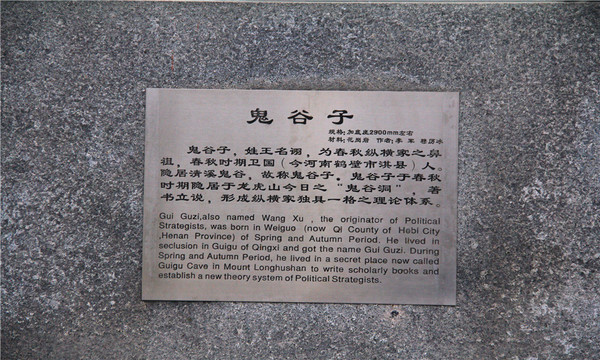 鬼谷子
规格：加底座2900mm左右
材料：花岗岩 作者：李 军 程历冰
鬼谷子，姓王名诩，为春秋纵横家之鼻
祖，春秋时期卫国（今河南鹤壁市淇县）人。
隐居清溪鬼谷，故称鬼谷子。鬼谷子于春秋
时期隐居于龙虎山今日之“鬼谷洞”，著
书立说，形成纵横家独具一格之理论体系。
Gui Guzi,also named Wang Xu , the originator of Political
Strategists, was born in Weiguo (now Qi County of Hebi City
,Henan Province) of Spring and Autumn Period. He lived in
seclusion in Guigu of Qingxi and got the name Gui Guzi. During
Spring and Autumn Period, he lived in a secret place now called
Guigu Cave in Mount Longhushan to write scholarly books and
establish a new theory system of Political Strategists.